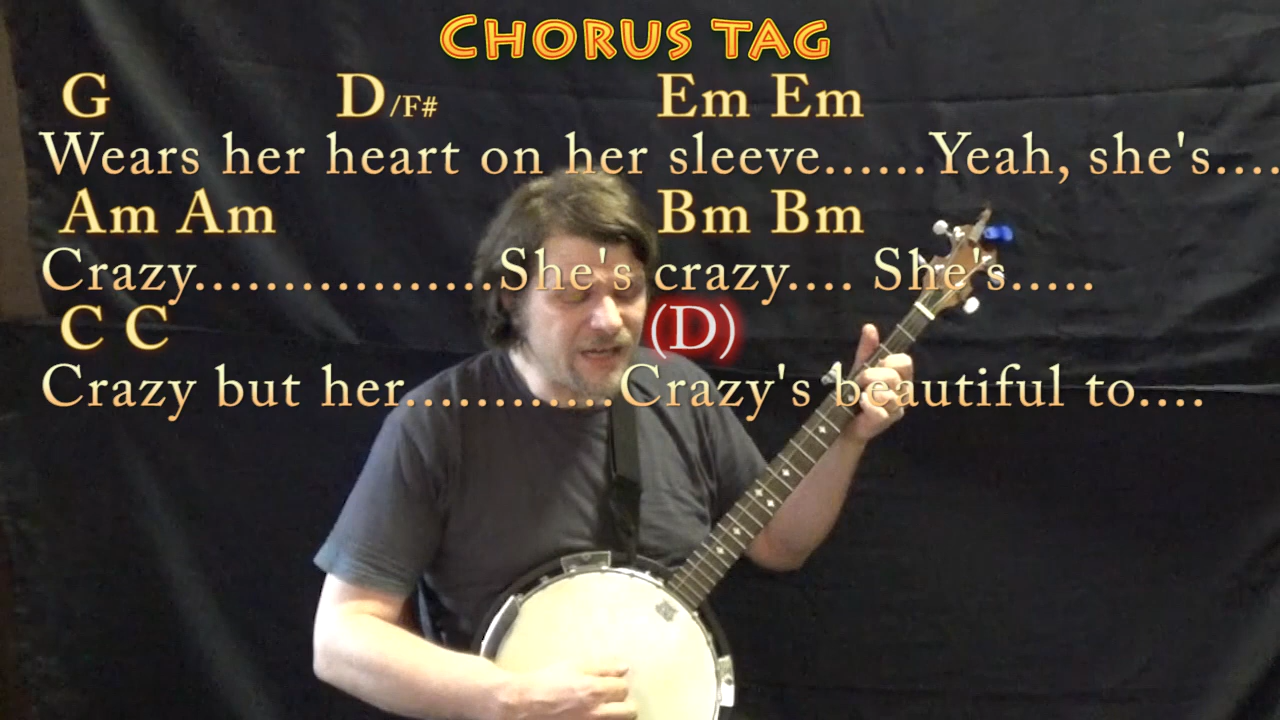 CHORUS TAG
G D/F# Em Em
Wears her heart on her sleeve......Yeah, she's....
Am Am Bm Bm
Crazy.................She's crazy.... She's.....
C C (D)
Crazy but her............Crazy's beautiful to....